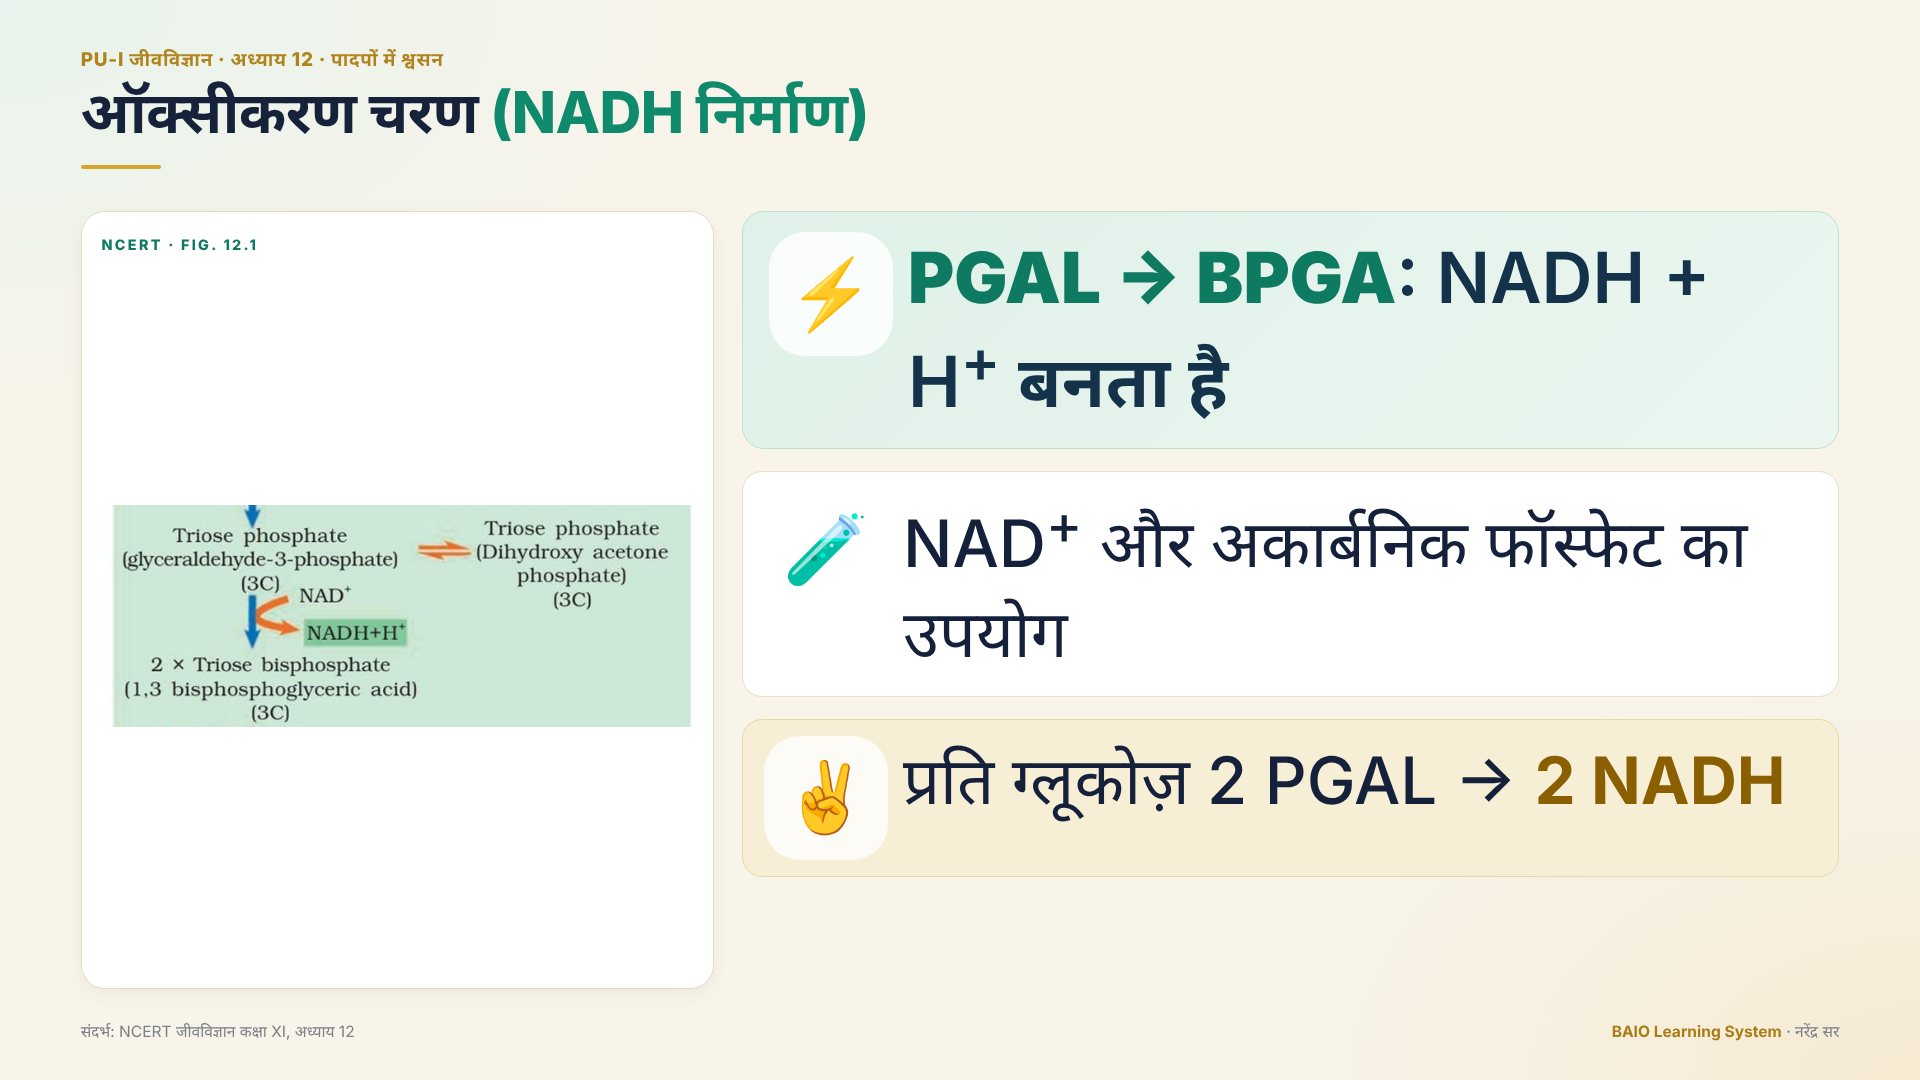 PU-I जीवविज्ञान · अध्याय 12 · पादपों में श्वसन
ऑक्सीकरण चरण (NADH निर्माण)
NCERT · FIG. 12.1
Triose phosphate
(glyceraldehyde-3-phosphate)
(3C)
Triose phosphate
(Dihydroxy acetone
phosphate)
(3C)
NAD⁺
NADH+H⁺
2 × Triose bisphosphate
(1,3 bisphosphoglyceric acid)
(3C)
PGAL → BPGA: NADH +
H⁺ बनता है
NAD⁺ और अकार्बनिक फॉस्फेट का
उपयोग
प्रति ग्लूकोज़ 2 PGAL → 2 NADH
संदर्भ: NCERT जीवविज्ञान कक्षा XI, अध्याय 12
BAIO Learning System · नरेंद्र सर